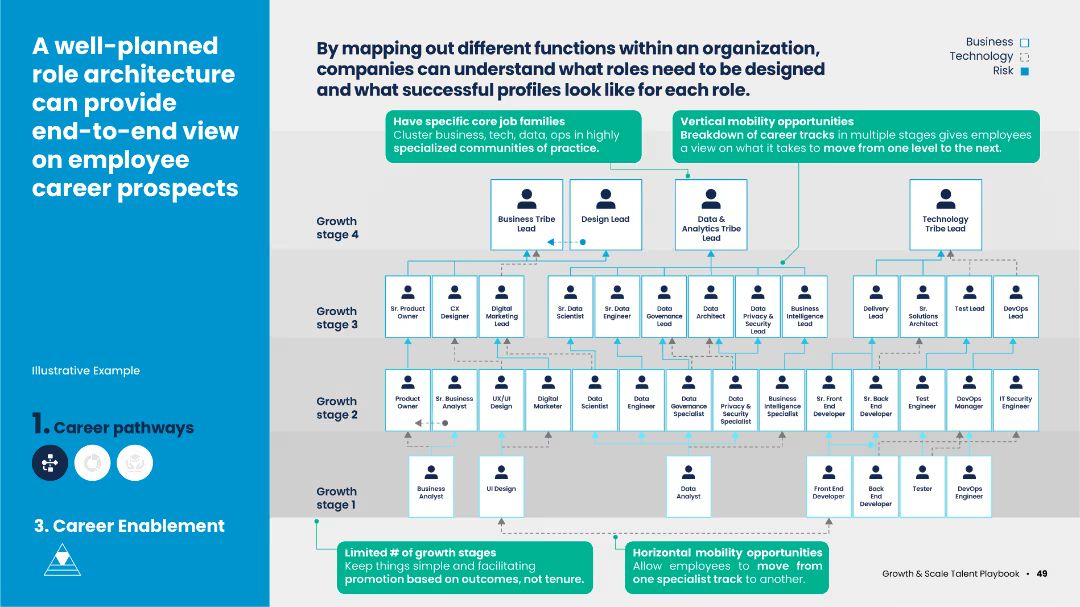 A well-planned
role architecture
can provide
end-to-end view
on employee
career prospects
Illustrative Example
1. Career pathways
3. Career Enablement
By mapping out different functions within an organization,
companies can understand what roles need to be designed
and what successful profiles look like for each role.
Business
Technology
Risk
Have specific core job families
Cluster business, tech, data, ops in highly
specialized communities of practice.
Vertical mobility opportunities
Breakdown of career tracks in multiple stages gives employees
a view on what it takes to move from one level to the next.
Growth
stage 4
Business Tribe
Lead
Design Lead
Data &
Analytics Tribe
Lead
Technology
Tribe Lead
Growth
stage 3
Sr. Product
Owner
CX
Designer
Digital
Marketing
Lead
Sr. Data
Scientist
Sr. Data
Engineer
Data
Governance
Lead
Data
Architect
Data
Privacy &
Security
Lead
Business
Intelligence
Lead
Delivery
Lead
Sr.
Solutions
Architect
Test Lead
DevOps
Lead
Growth
stage 2
Product
Owner
Sr. Business
Analyst
UX/UI
Design
Digital
Marketer
Data
Scientist
Data
Engineer
Data
Governance
Specialist
Data
Privacy &
Security
Specialist
Business
Intelligence
Specialist
Sr. Front
End
Developer
Sr. Back
End
Developer
Test
Engineer
DevOps
Manager
IT Security
Engineer
Growth
stage 1
Business
Analyst
UI Design
Data
Analyst
Front End
Developer
Back
End
Developer
Tester
DevOps
Engineer
Limited # of growth stages
Keep things simple and facilitating
promotion based on outcomes, not tenure.
Horizontal mobility opportunities
Allow employees to move from
one specialist track to another.
Growth & Scale Talent Playbook • 49